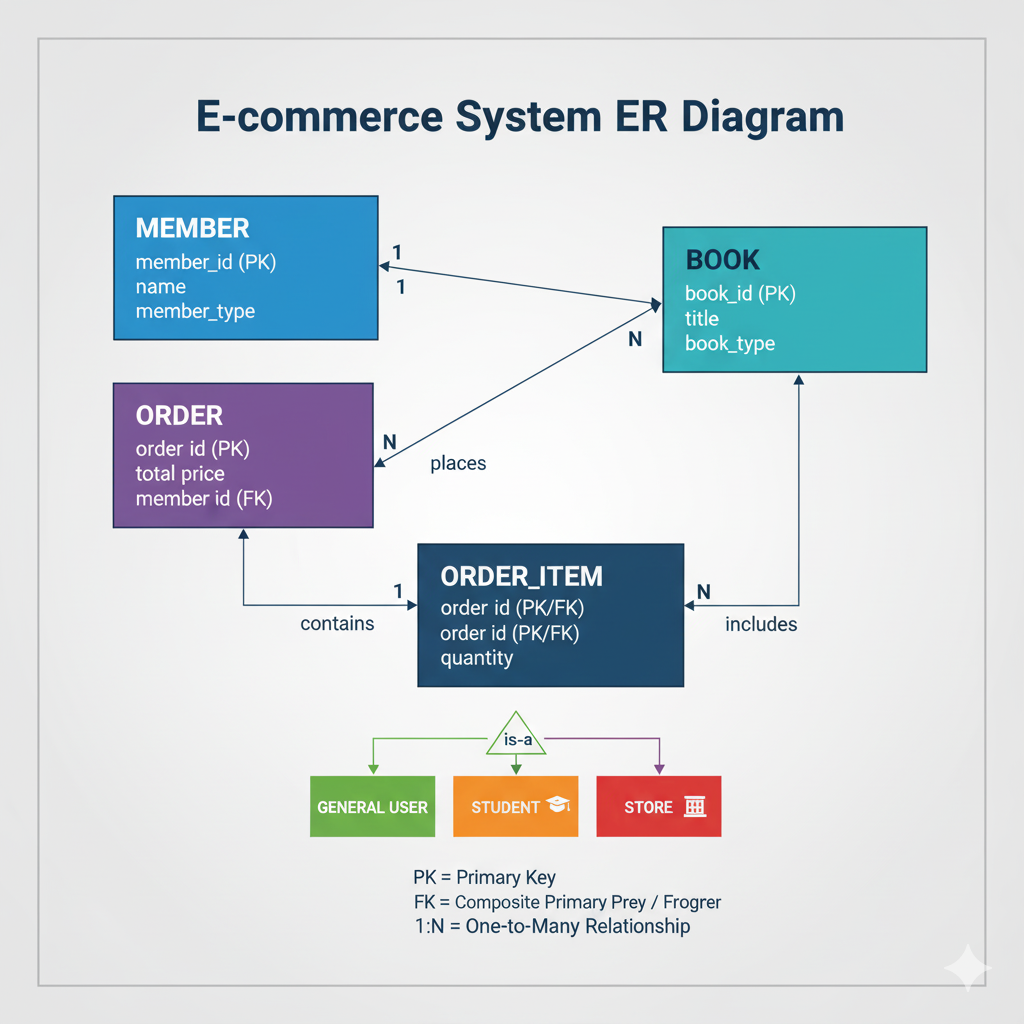 E-commerce System ER Diagram
MEMBER
member_id (PK)
name
member_type
1
1
BOOK
book_id (PK)
title
book_type
N
ORDER
order id (PK)
total price
member id (FK)
N
places
ORDER_ITEM
order id (PK/FK)
order id (PK/FK)
quantity
1
contains
N
includes
is-a
GENERAL USER
STUDENT
STORE
PK = Primary Key
FK = Composite Primary Prey / Frogrer
1:N = One-to-Many Relationship